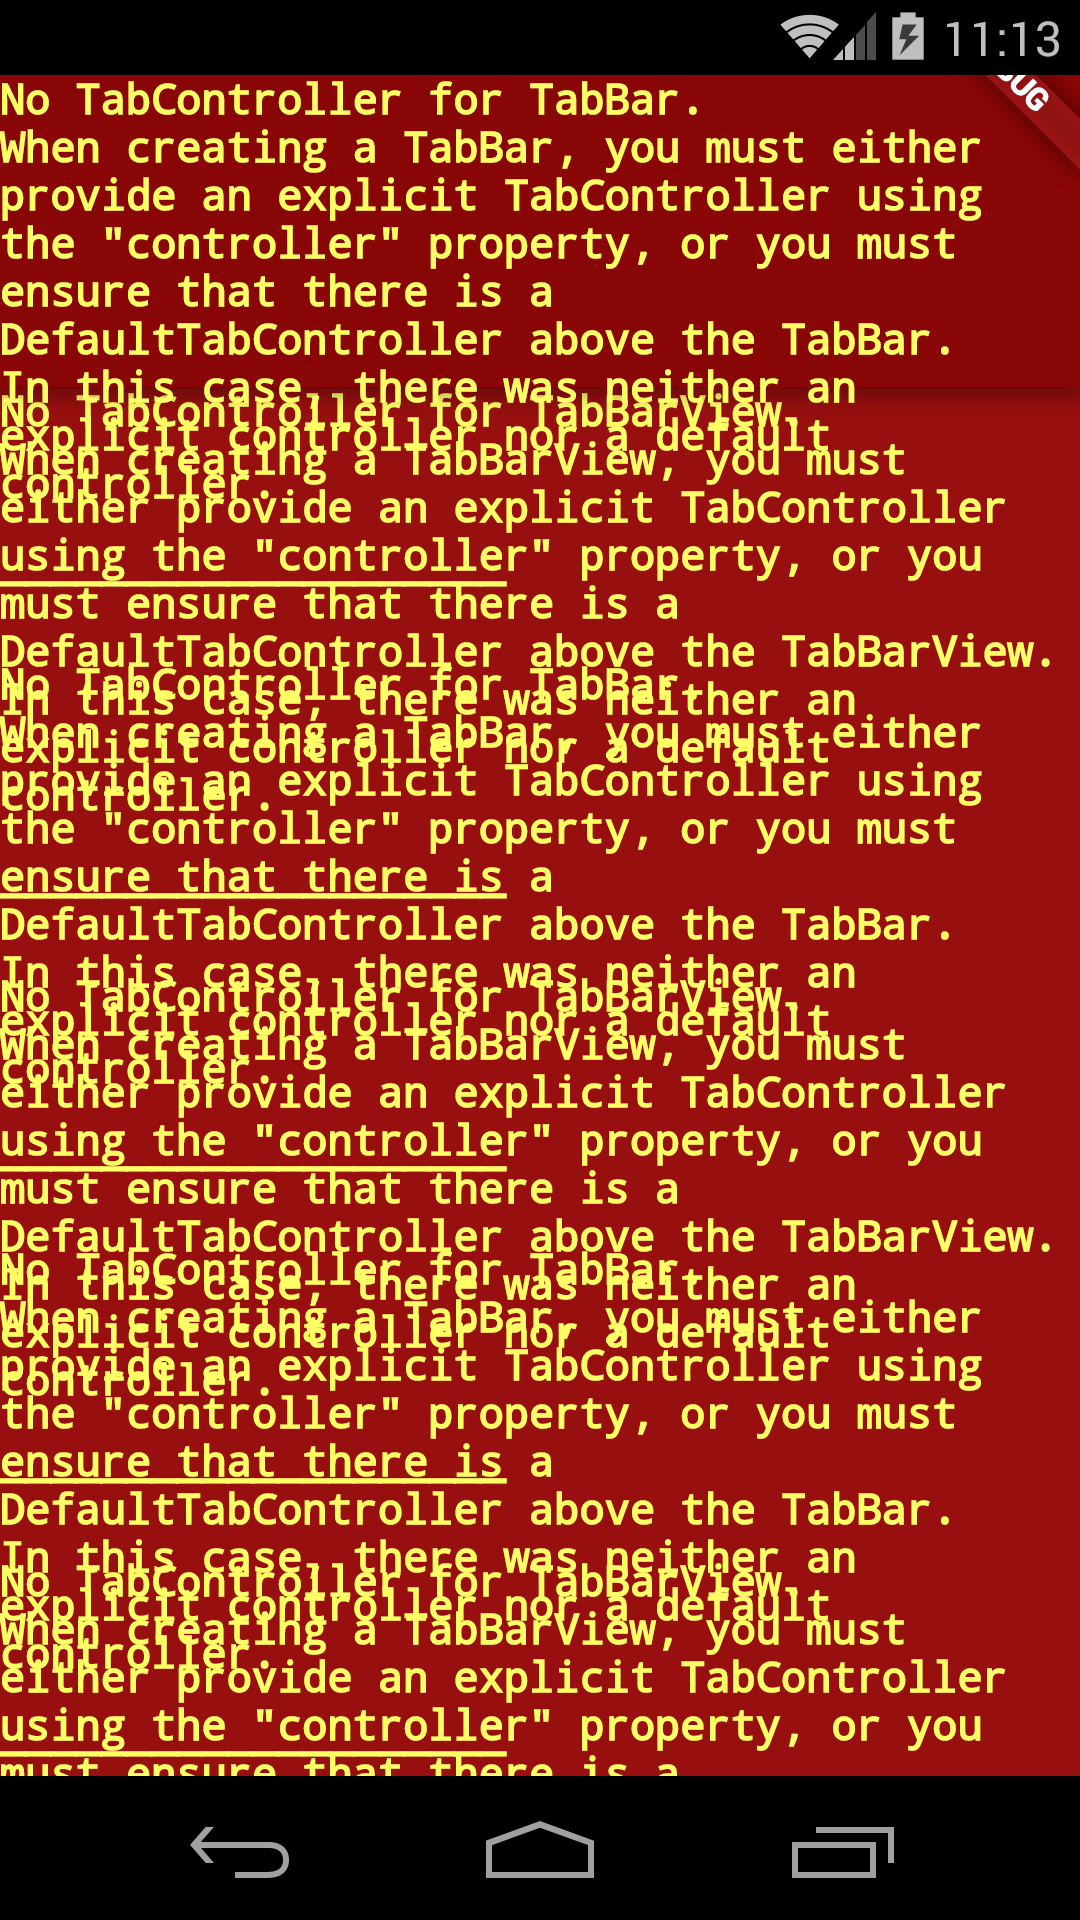 11:13
UG
No TabController for TabBar.
When creating a TabBar, you must either
provide an explicit TabController using
the "controller" property, or you must
ensure that there is a
DefaultTabController above the TabBar.
In this case, there was neither an
No TabController for TabBarView.
explicit controller nor a default
When creating a TabBarView, you must
controller.
either provide an explicit TabController
using the "controller" property, or you
must ensure that there is a
DefaultTabController above the TabBarView.
No TabController for TabBar.
In this case, there was neither an
When creating a TabBar, you must either
explicit controller nor a default
provide an explicit TabController using
controller.
the "controller" property, or you must
ensure that there is a
DefaultTabController above the TabBar.
In this case, there was neither an
No TabController for TabBarView.
explicit controller nor a default
When creating a TabBarView, you must
controller.
either provide an explicit TabController
using the "controller" property, or you
must ensure that there is a
DefaultTabController above the TabBarView.
No TabController for TabBar.
In this case, there was neither an
When creating a TabBar, you must either
explicit controller nor a default
provide an explicit TabController using
controller.
the "controller" property, or you must
ensure that there is a
DefaultTabController above the TabBar.
In this case, there was neither an
No TabController for TabBarView.
explicit controller nor a default
When creating a TabBarView, you must
controller.
either provide an explicit TabController
using the "controller" property, or you
must ensure that there is a